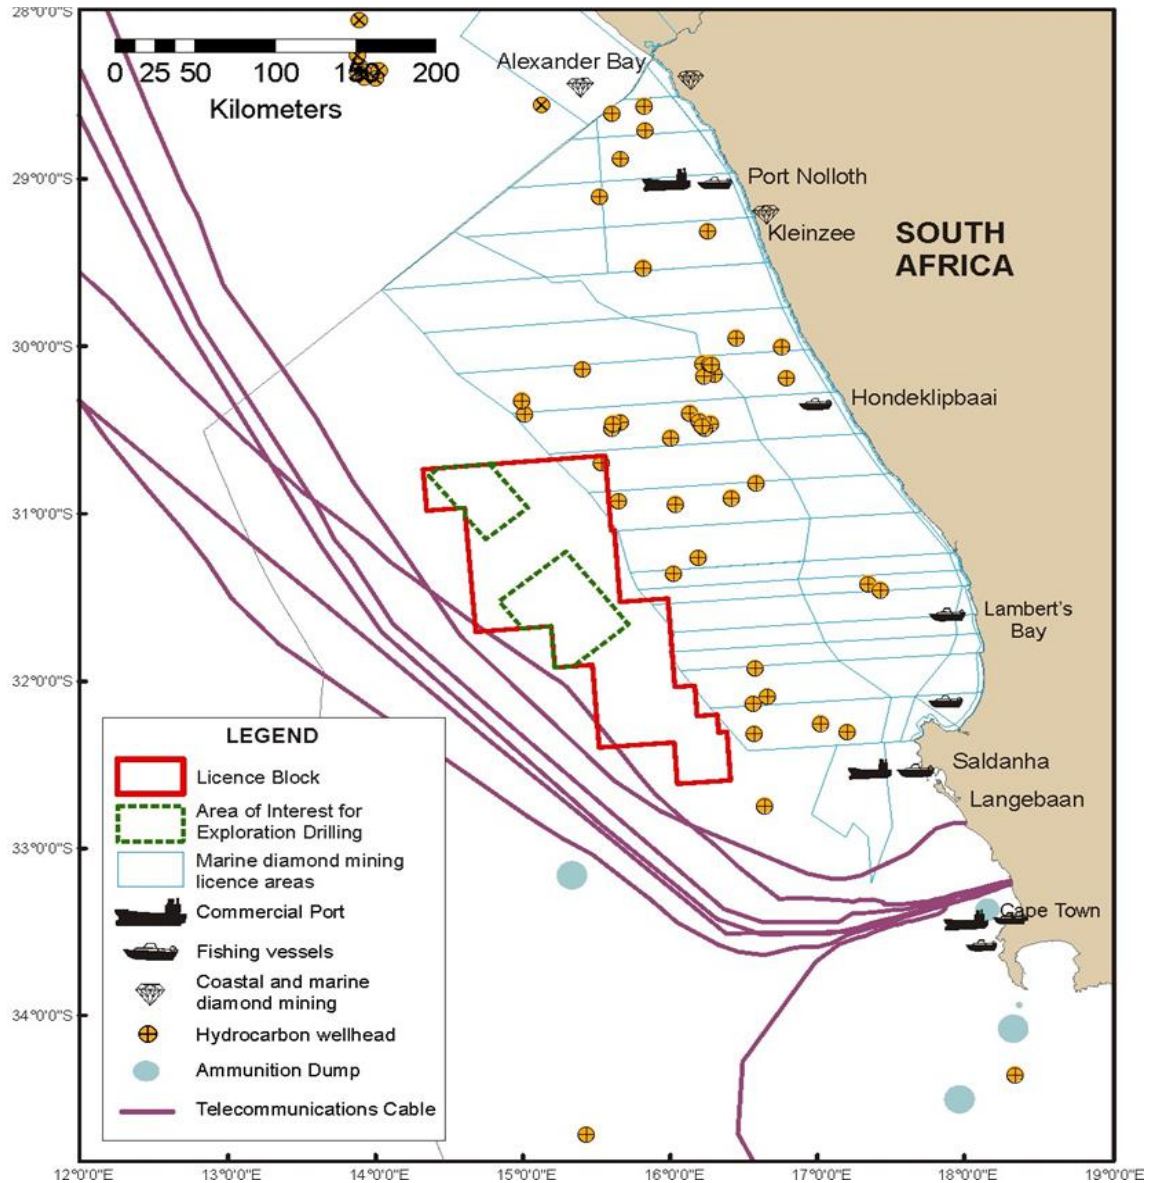 28°0'0"S
Alexander Bay
0 25 50 100 150 200
Kilometers
29°0'0"S
Port Nolloth
Kleinzee
SOUTH
AFRICA
30°0'0"S
Hondeklipbaai
31°0'0"S
Lambert's
Bay
32°0'0"S
LEGEND
Licence Block
Area of Interest for
Exploration Drilling
Marine diamond mining
licence areas
Commercial Port
Fishing vessels
Coastal and marine
diamond mining
Hydrocarbon wellhead
Ammunition Dump
Telecommunications Cable
Saldanha
Langebaan
33°0'0"S
Cape Town
34°0'0"S
12°0'0"E 13°0'0"E 14°0'0"E 15°0'0"E 16°0'0"E 17°0'0"E 18°0'0"E 19°0'0"E